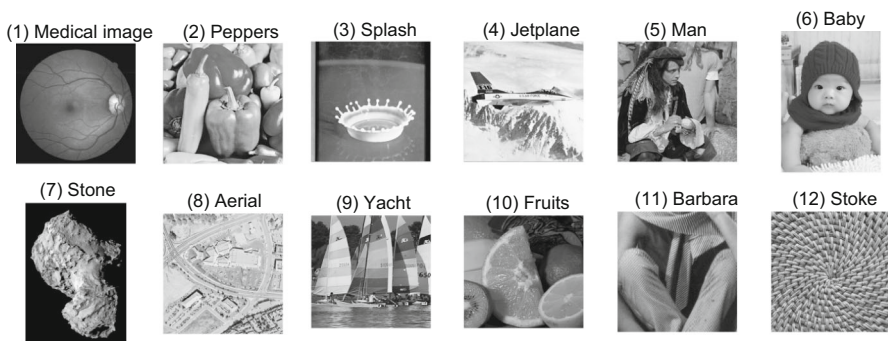 (1) Medical image
(2) Peppers
(3) Splash
(4) Jetplane
(5) Man
(6) Baby
(7) Stone
(8) Aerial
(9) Yacht
(10) Fruits
(11) Barbara
(12) Stoke